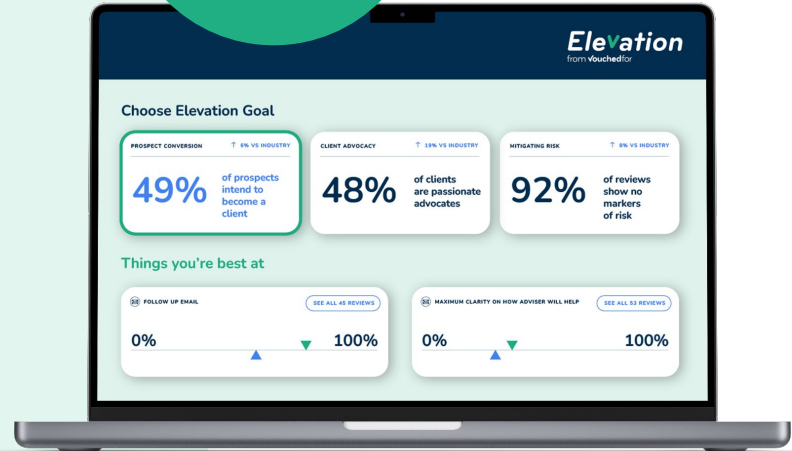 Elevation
from vouchedfor
Choose Elevation Goal
PROSPECT CONVERSION
↑ 6% VS INDUSTRY
49%
of prospects
intend to
become a
client
CLIENT ADVOCACY
↑ 19% VS INDUSTRY
48%
of clients
are passionate
advocates
MITIGATING RISK
↑ 9% VS INDUSTRY
92%
of reviews
show no
markers
of risk
Things you're best at
FOLLOW UP EMAIL
SEE ALL 45 REVIEWS
0%
100%
MAXIMUM CLARITY ON HOW ADVISER WILL HELP
SEE ALL 53 REVIEWS
0%
100%